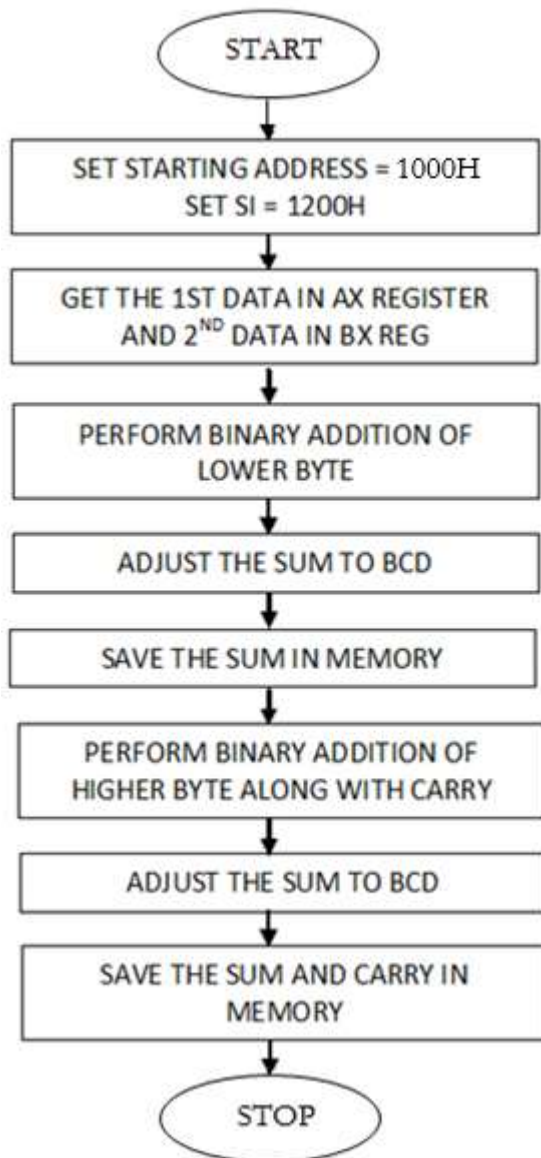 START
SET STARTING ADDRESS = 1000H
SET SI = 1200H
GET THE 1ST DATA IN AX REGISTER
AND 2ND DATA IN BX REG
PERFORM BINARY ADDITION OF
LOWER BYTE
ADJUST THE SUM TO BCD
SAVE THE SUM IN MEMORY
PERFORM BINARY ADDITION OF
HIGHER BYTE ALONG WITH CARRY
ADJUST THE SUM TO BCD
SAVE THE SUM AND CARRY IN
MEMORY
STOP